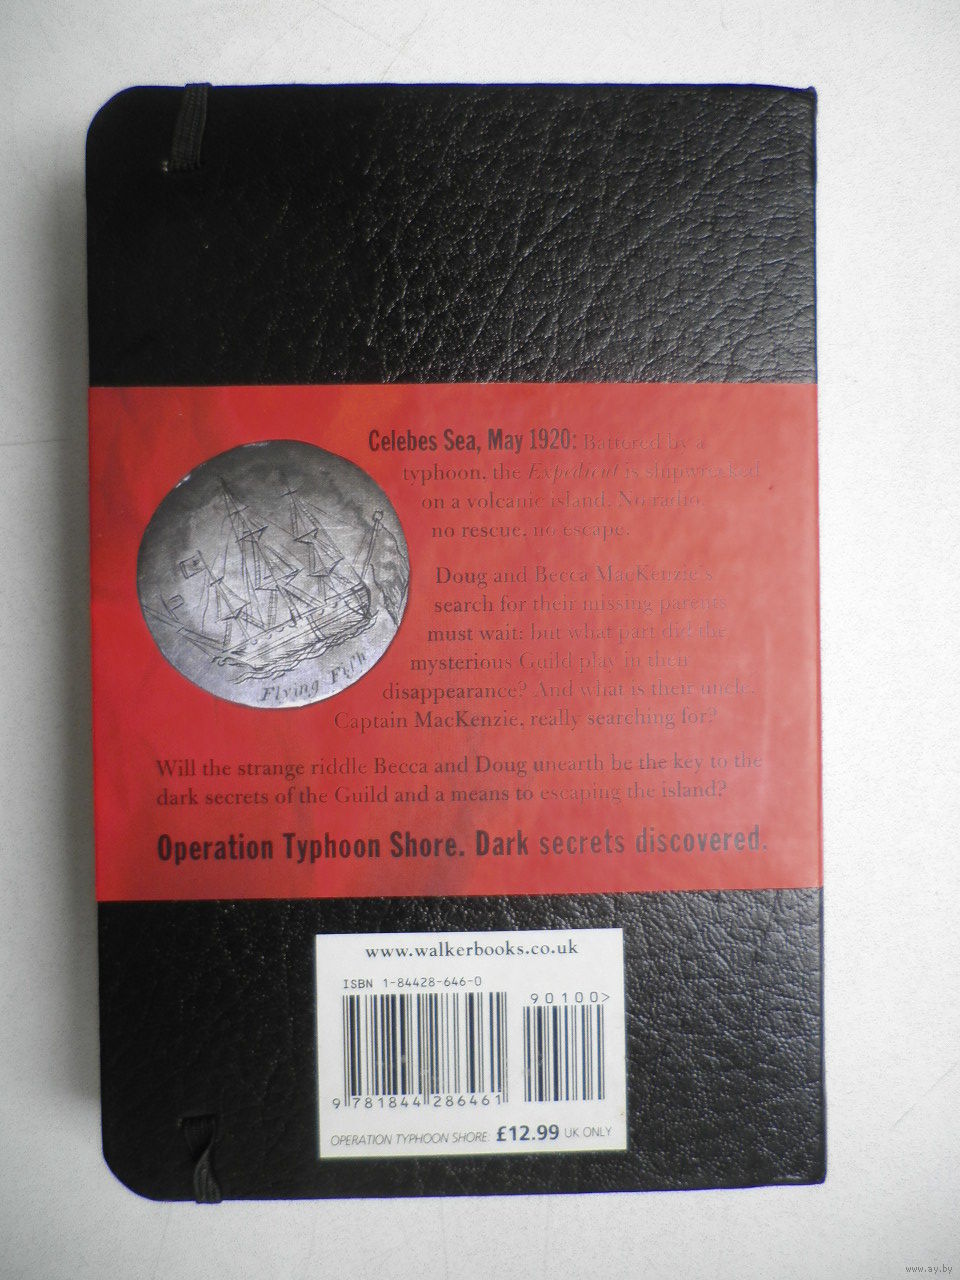 Celebes Sea, May 1920: Battered by a
typhoon, the Expedient is shipwrecked
on a volcanic island. No radio,
no rescue, no escape.
Doug and Becca MacKenzie's
search for their missing parents
must wait: but what part did the
mysterious Guild play in their
disappearance? And what is their uncle,
Captain MacKenzie, really searching for?
Will the strange riddle Becca and Doug unearth be the key to the
dark secrets of the Guild and a means to escaping the island?
Operation Typhoon Shore. Dark secrets discovered.
Flying Fish
www.walkerbooks.co.uk
ISBN 1-84428-646-0
90100>
9 781844 286461
OPERATION TYPHOON SHORE: £12.99 UK ONLY
www.ay.by